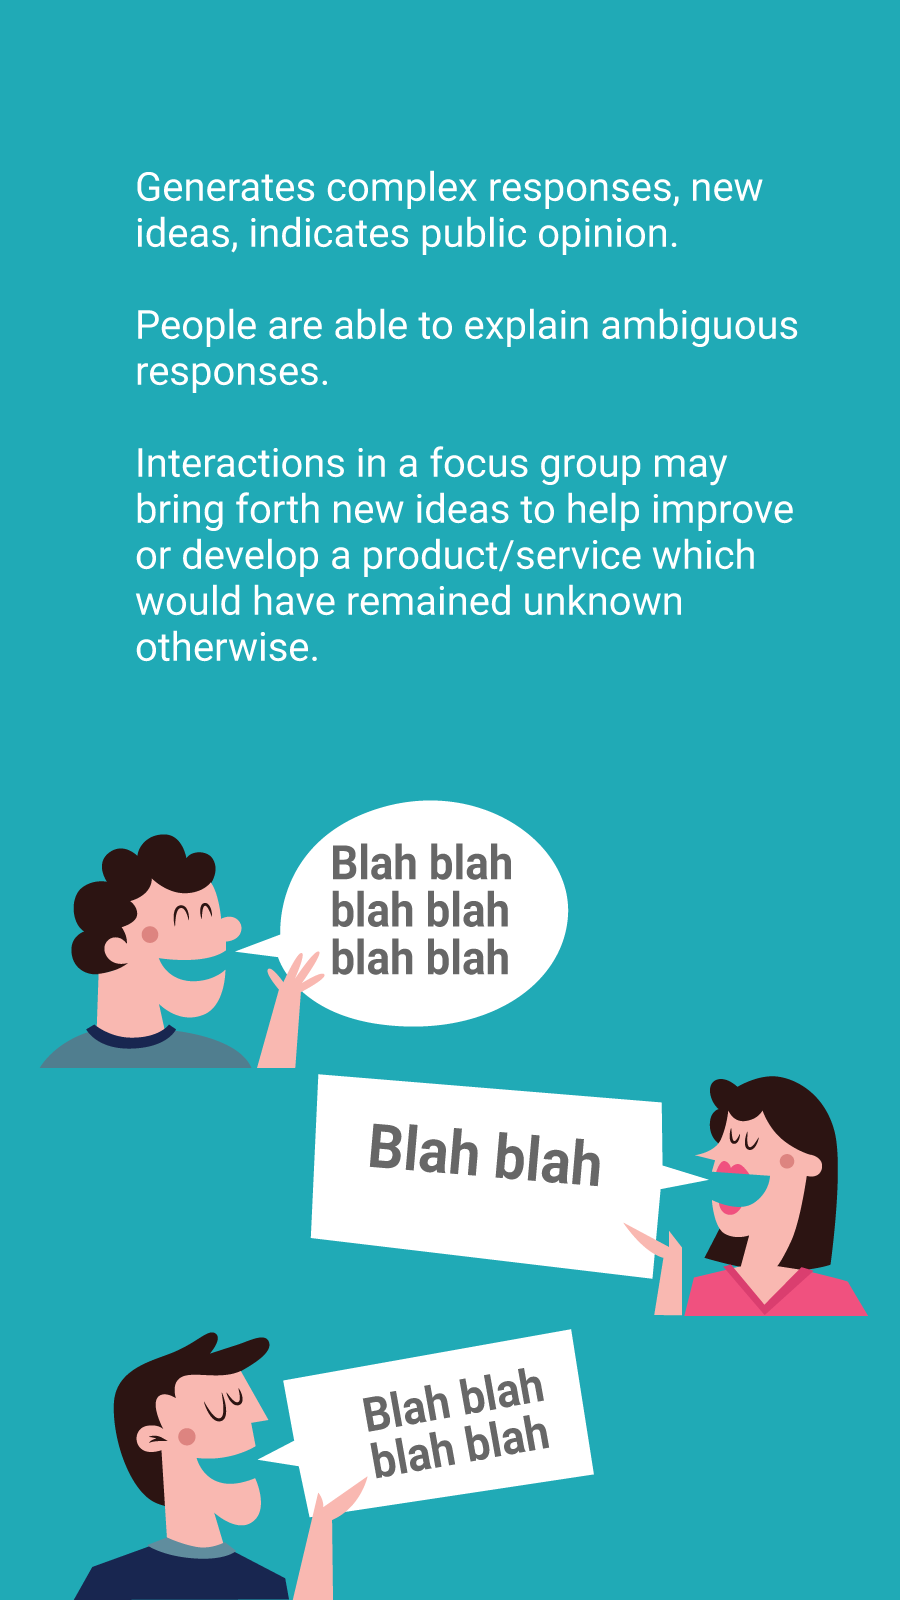 Generates complex responses, new
ideas, indicates public opinion.
People are able to explain ambiguous
responses.
Interactions in a focus group may
bring forth new ideas to help improve
or develop a product/service which
would have remained unknown
otherwise.
Blah blah
blah blah
blah blah
Blah blah
Blah blah
blah blah